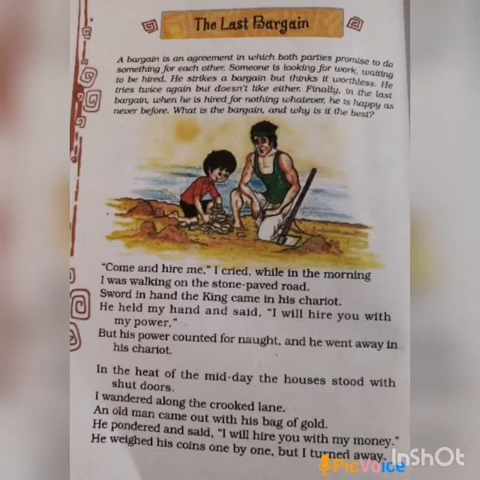 The Last Bargain
A bargain is an agreement in which both parties promise to do
something for each other. Someone is looking for work, waiting
to be hired. He strikes a bargain but thinks it worthless. He
tries twice again but doesn't like either. Finally, in the last
bargain, when he is hired for nothing whatever, he is happy as
never before. What is the bargain, and why is it the best?
"Come and hire me," I cried, while in the morning
I was walking on the stone-paved road.
Sword in hand the King came in his chariot.
He held my hand and said, "I will hire you with
my power."
But his power counted for naught, and he went away in
his chariot.
In the heat of the mid-day the houses stood with
shut doors.
I wandered along the crooked lane.
An old man came out with his bag of gold.
He pondered and said, "I will hire you with my money."
He weighed his coins one by one, but I turned away.
InShOt
PicVoice